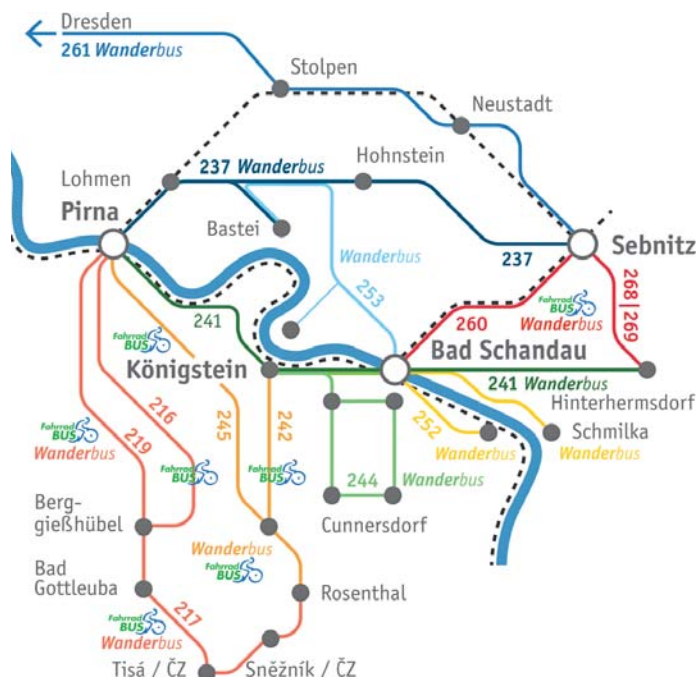 Dresden
261 Wanderbus
Stolpen
Neustadt
237 Wanderbus
Hohnstein
Lohmen
Pirna
Bastei
Wanderbus
237
Sebnitz
253
268|269
Fahrrad
BUS
Wanderbus
260
241
Fahrrad
BUS
Königstein
Bad Schandau
241 Wanderbus
Hinterhermsdorf
216
245
242
252
Wanderbus
Schmilka
Wanderbus
219
Fahrrad
BUS
Wanderbus
Fahrrad
BUS
Fahrrad
BUS
244
Wanderbus
Cunnersdorf
Berg-
gießhübel
Wanderbus
Fahrrad
BUS
Bad
Gottleuba
Rosenthal
217
Fahrrad
BUS
Wanderbus
Tisá / ČZ
Sněžník / ČZ